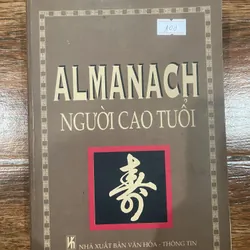 ALMANACH
NGƯỜI CAO TUỔI
壽
NHÀ XUẤT BẢN VĂN HÓA - THÔNG TIN